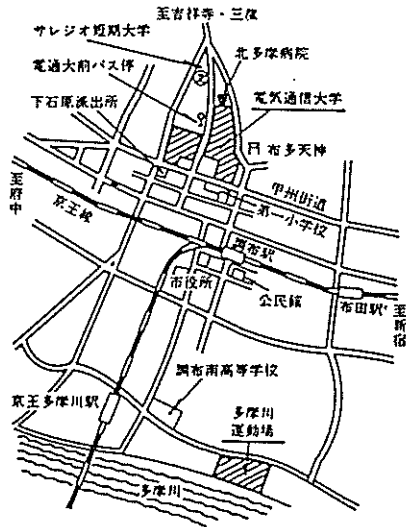 至吉祥寺・三鷹
サレジオ短期大学
北多摩病院
電通大前バス停
電気通信大学
下石原派出所
布多天神
甲州街道
第一小学校
至府中
京王線
調布駅
市役所
公民館
布田駅
至新宿
調布南高等学校
京王多摩川駅
多摩川
運動場
多摩川